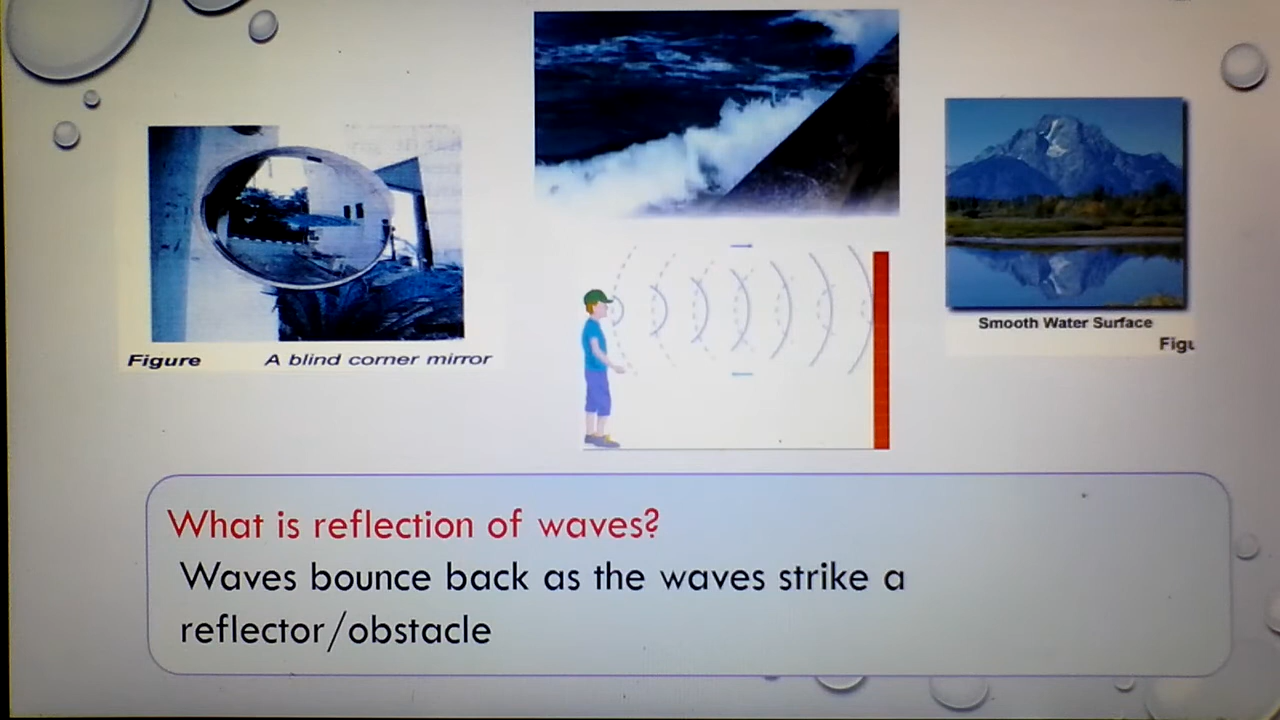 Figure A blind corner mirror
Smooth Water Surface
What is reflection of waves?
Waves bounce back as the waves strike a
reflector/obstacle